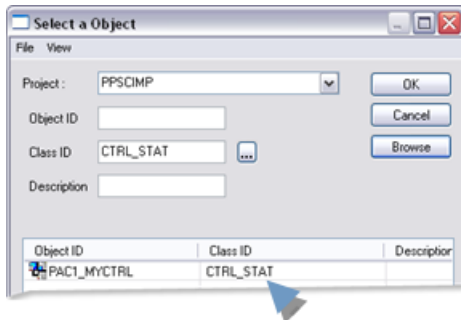 Select a Object
File View
Project : PPSCIMP OK
Object ID Cancel
Class ID CTRL_STAT ... Browse
Description
Object ID Class ID Description
PAC1_MYCTRL CTRL_STAT